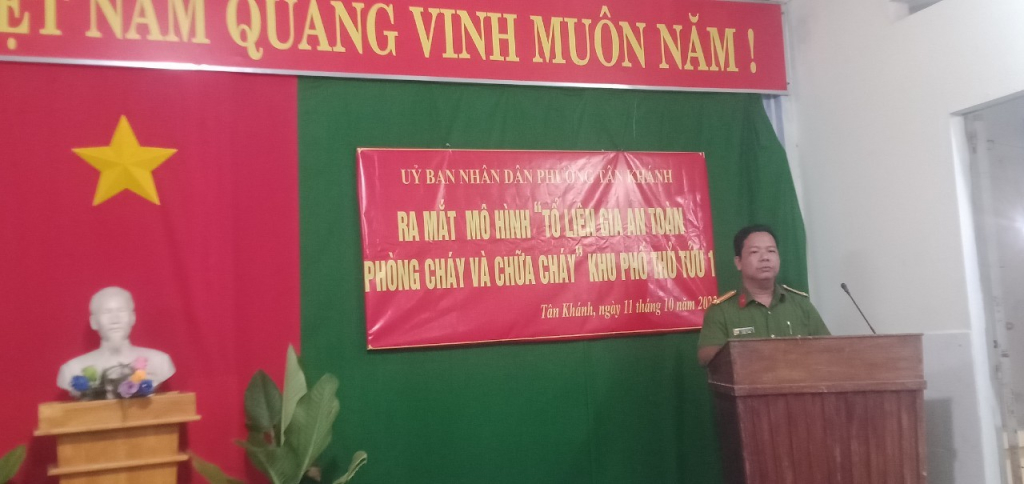 ỆT NAM QUANG VINH MUÔN NĂM !
UỶ BAN NHÂN DÂN PHƯỜNG TÂN KHÁNH
RA MẮT MÔ HÌNH "TỔ LIÊN GIA AN TOÀN
PHÒNG CHÁY VÀ CHỮA CHÁY" KHU PHỐ THỦ TỬU 1
Tân Khánh, ngày 11 tháng 10 năm